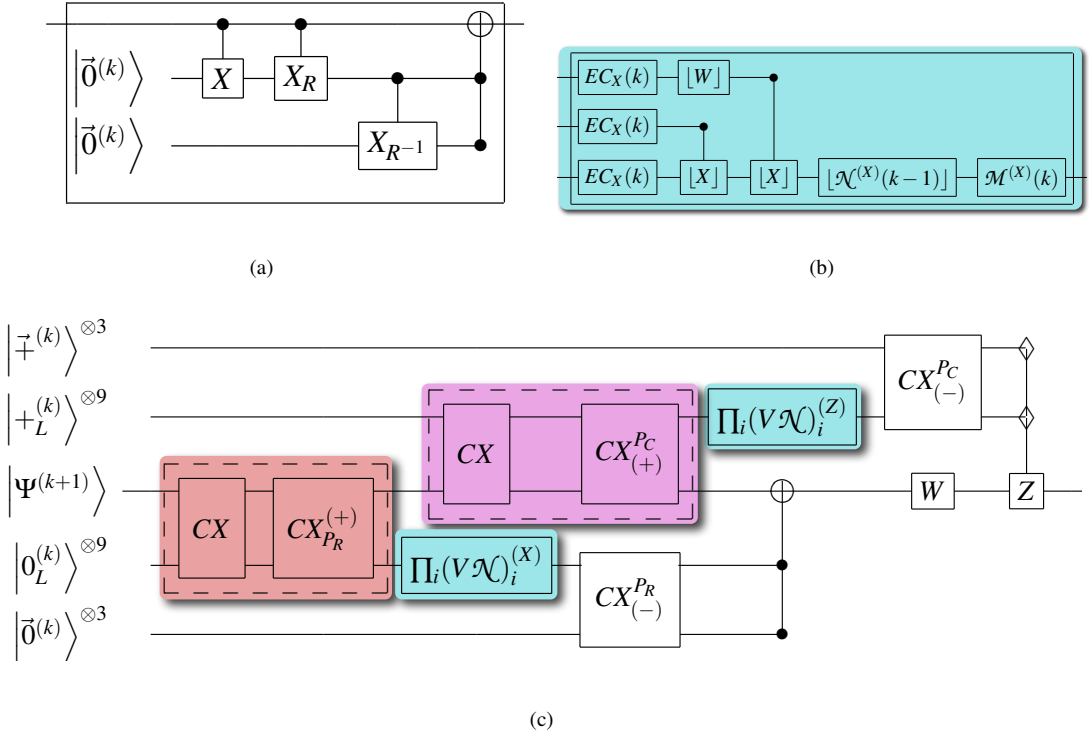 |0⃗^(k)⟩ X X_R
|0⃗^(k)⟩ X_{R^−1}
(a)
EC_X(k) ⌊W⌋
EC_X(k)
EC_X(k) ⌊X⌋ ⌊X⌋ ⌊𝒩^(X)(k−1)⌋ ℳ^(X)(k)
(b)
|+⃗^(k)⟩^⊗3 CX^{P_C}_(−)
|+_L^(k)⟩^⊗9 CX CX^{P_C}_(+) ∏_i(V𝒩)_i^(Z)
|Ψ^(k+1)⟩ CX CX^(+)_{P_R} W Z
|0_L^(k)⟩^⊗9 ∏_i(V𝒩)_i^(X) CX^{P_R}_(−)
|0⃗^(k)⟩^⊗3
(c)